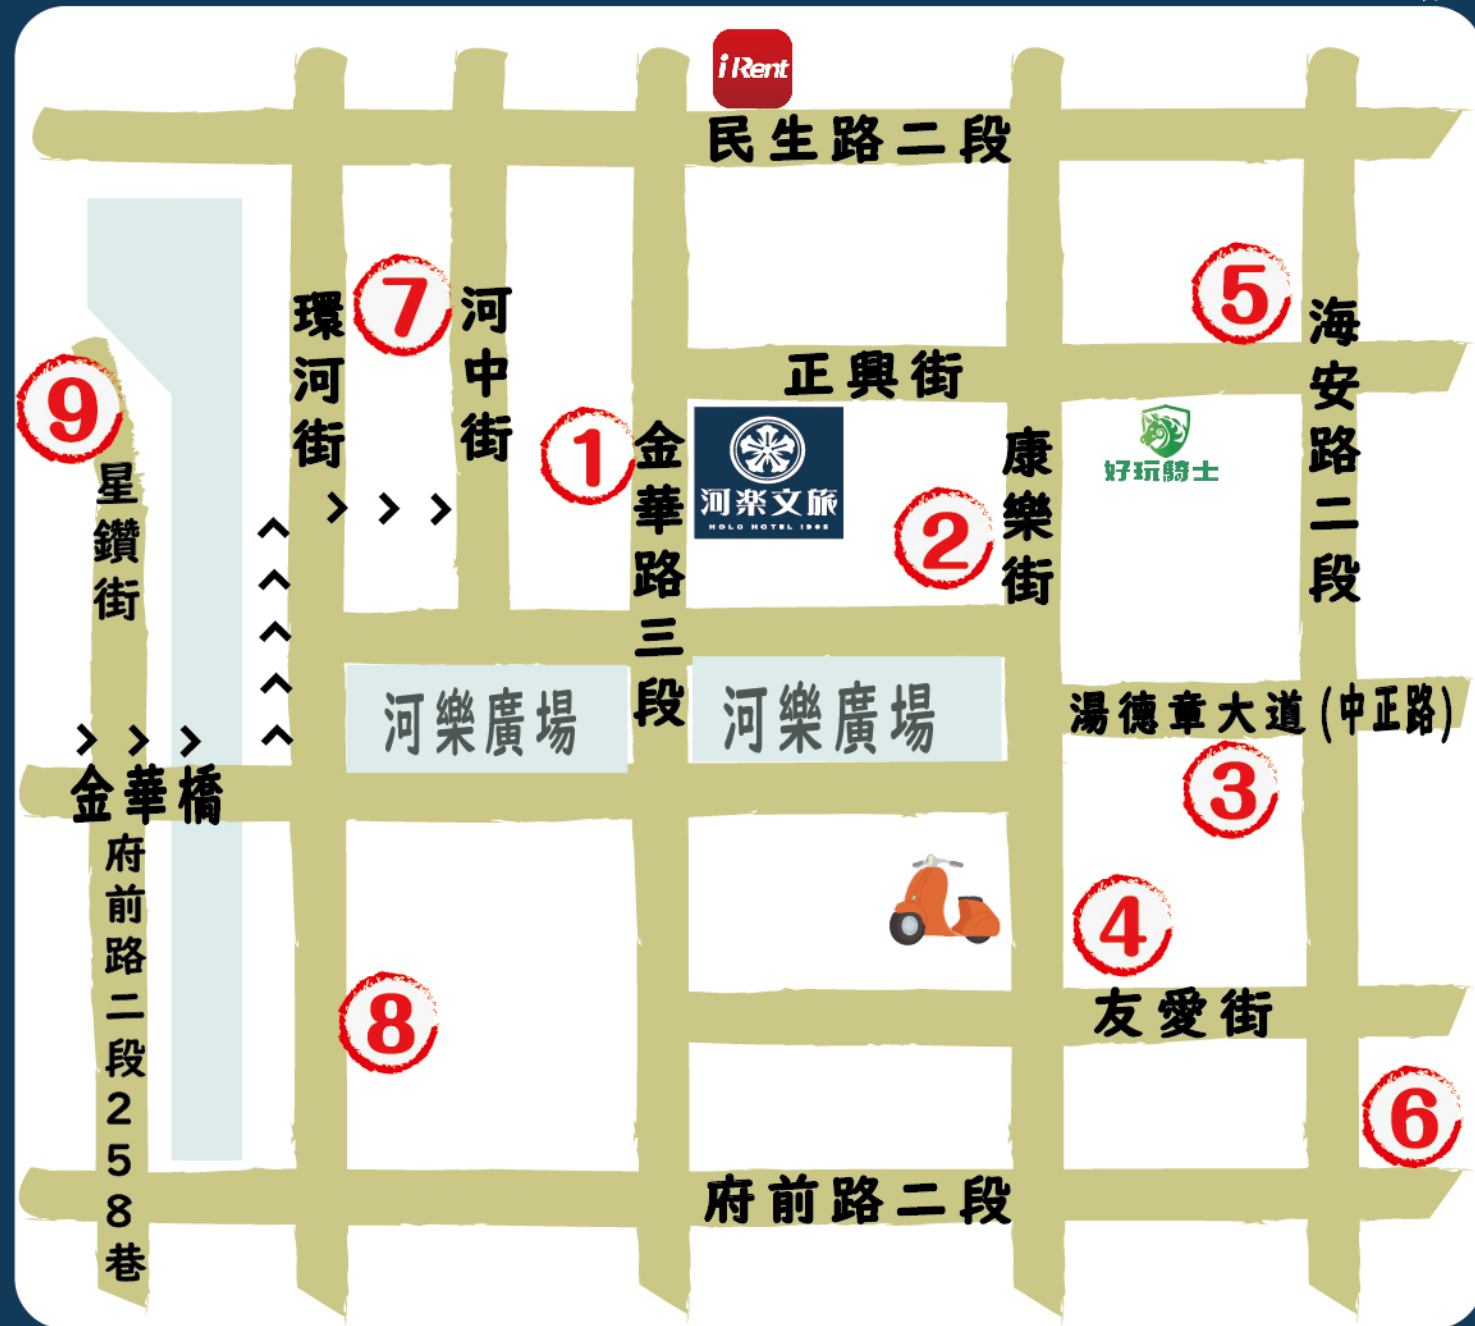 iRent
民生路二段
環河街
⑦
河中街
⑤
海安路二段
正興街
⑨
星鑽街
①
金華路三段
河楽文旅
HOLO HOTEL 1905
②
康樂街
好玩騎士
河樂廣場
河樂廣場
湯德章大道(中正路)
金華橋
③
府前路二段258巷
④
友愛街
⑧
⑥
府前路二段